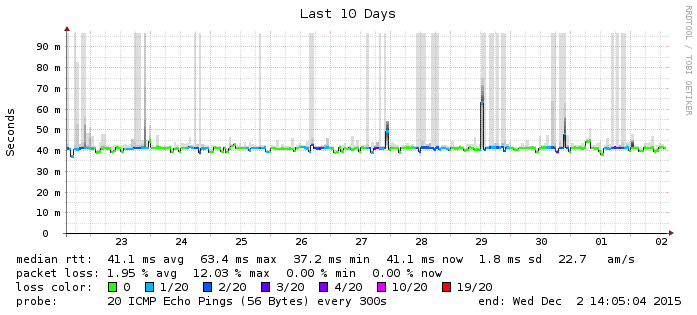 Last 10 Days
RRDTOOL / TOBI OETIKER
Seconds
90 m
80 m
70 m
60 m
50 m
40 m
30 m
20 m
10 m
0
23 24 25 26 27 28 29 30 01 02
median rtt: 41.1 ms avg 63.4 ms max 37.2 ms min 41.1 ms now 1.8 ms sd 22.7 am/s
packet loss: 1.95 % avg 12.03 % max 0.00 % min 0.00 % now
loss color: 0 1/20 2/20 3/20 4/20 10/20 19/20
probe: 20 ICMP Echo Pings (56 Bytes) every 300s end: Wed Dec 2 14:05:04 2015